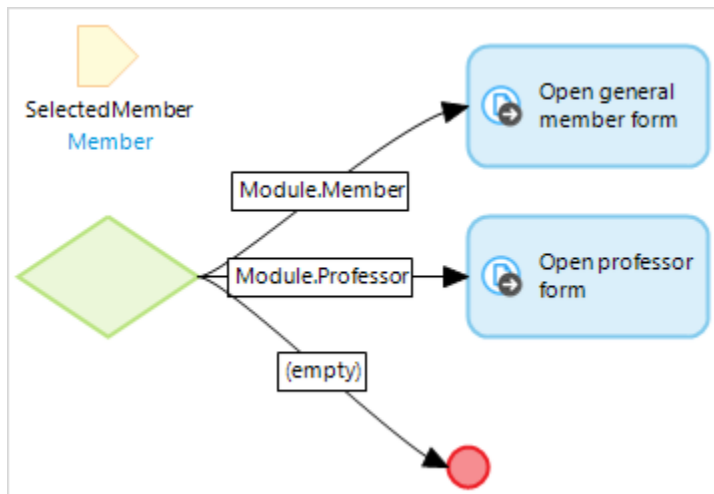 SelectedMember
Member
Open general
member form
Module.Member
Module.Professor
Open professor
form
(empty)